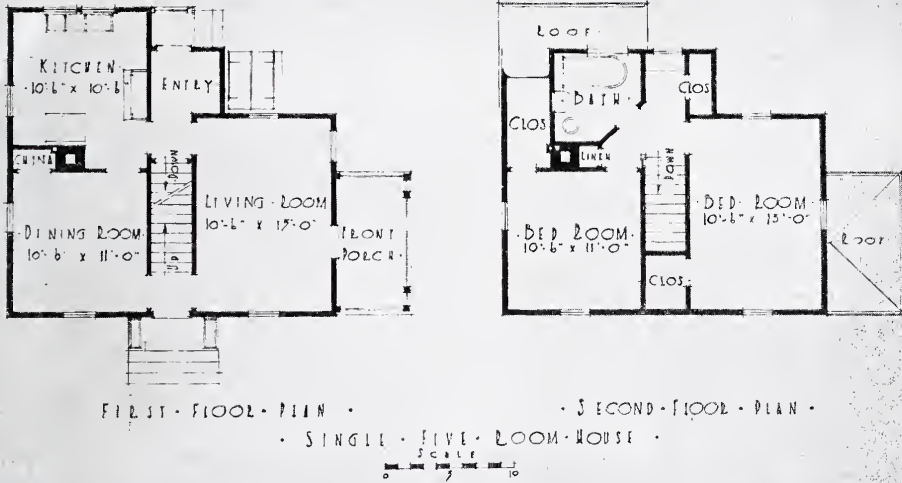 KITCHEN
10'-6" X 10'-6
ENTRY
CHINA
DOWN
LIVING ROOM
10'-6" X 15'-0"
DINING ROOM
10'-6" X 11'-0"
UP
FRONT
PORCH
ROOF
BATH
CLOS
CLOS
LINEN
DOWN
BED ROOM
10'-6" X 15'-0"
BED ROOM
10'-6" X 11'-0"
ROOF
CLOS
FIRST · FLOOR · PLAN ·
· SECOND · FLOOR · PLAN ·
· SINGLE · FIVE · ROOM · HOUSE ·
SCALE
0 5 10